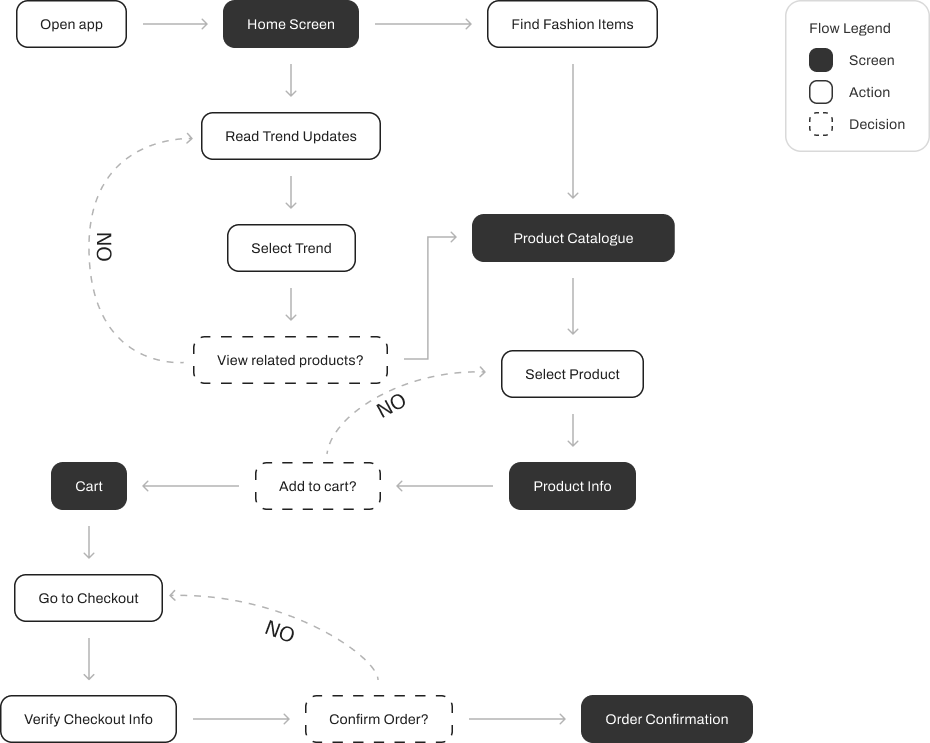 Open app
Home Screen
Find Fashion Items
Flow Legend
Screen
Action
Decision
Read Trend Updates
NO
Select Trend
Product Catalogue
View related products?
Select Product
NO
Cart
Add to cart?
Product Info
Go to Checkout
NO
Verify Checkout Info
Confirm Order?
Order Confirmation